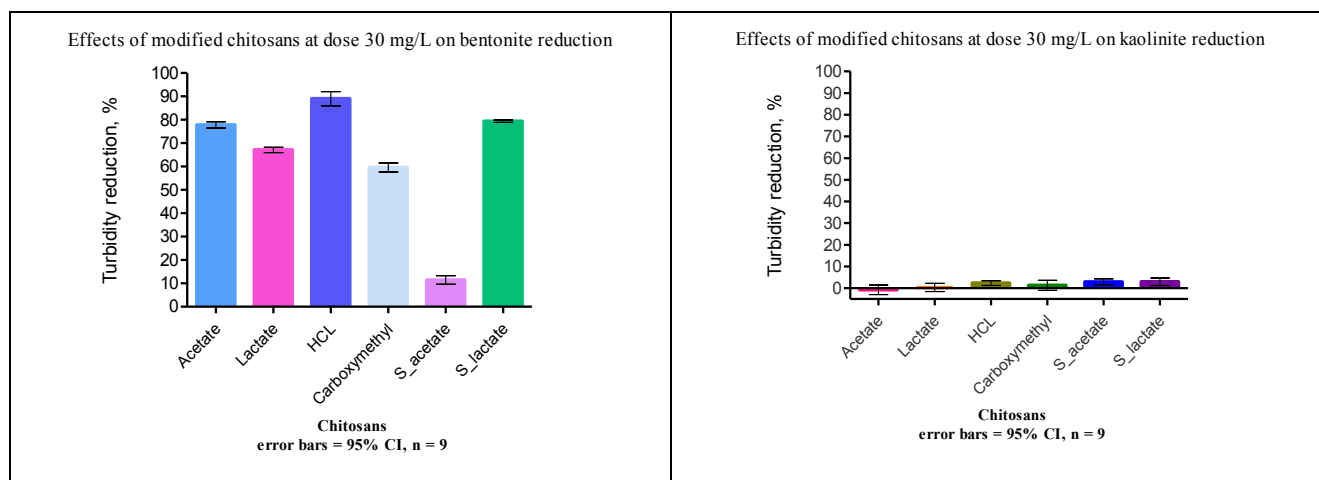 Effects of modified chitosans at dose 30 mg/L on bentonite reduction
Turbidity reduction, %
100
90
80
70
60
50
40
30
20
10
0
Acetate
Lactate
HCL
Carboxymethyl
S_acetate
S_lactate
Chitosans
error bars = 95% CI, n = 9
Effects of modified chitosans at dose 30 mg/L on kaolinite reduction
Turbidity reduction, %
100
90
80
70
60
50
40
30
20
10
0
Acetate
Lactate
HCL
Carboxymethyl
S_acetate
S_lactate
Chitosans
error bars = 95% CI, n = 9